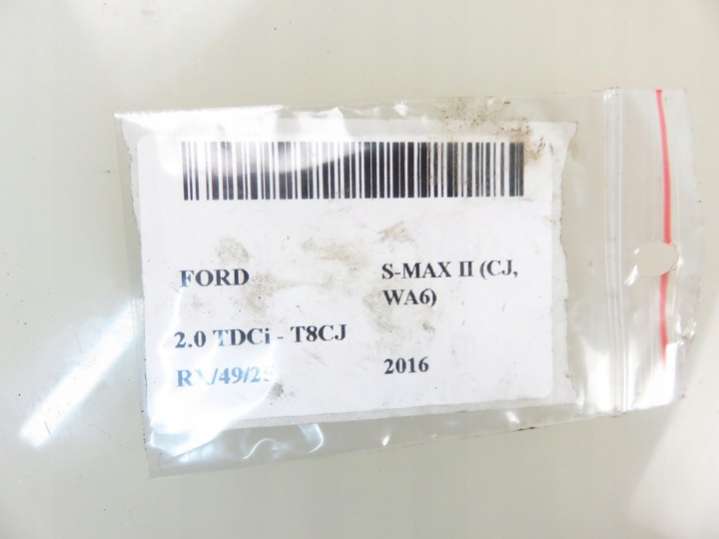 FORD S-MAX II (CJ,
WA6)
2.0 TDCi - T8CJ
2016